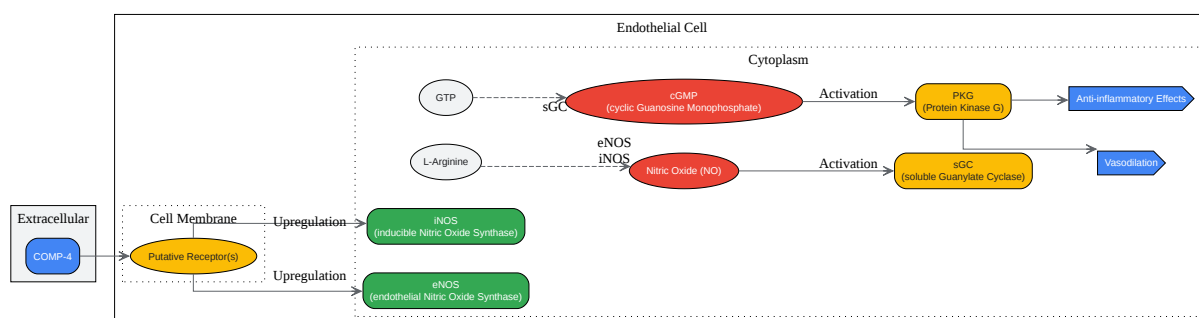 Endothelial Cell
Cytoplasm
GTP
sGC
cGMP
(cyclic Guanosine Monophosphate)
Activation
PKG
(Protein Kinase G)
Anti-inflammatory Effects
L-Arginine
eNOS
iNOS
Nitric Oxide (NO)
Activation
sGC
(soluble Guanylate Cyclase)
Vasodilation
Extracellular
COMP-4
Cell Membrane
Putative Receptor(s)
Upregulation
iNOS
(inducible Nitric Oxide Synthase)
Upregulation
eNOS
(endothelial Nitric Oxide Synthase)